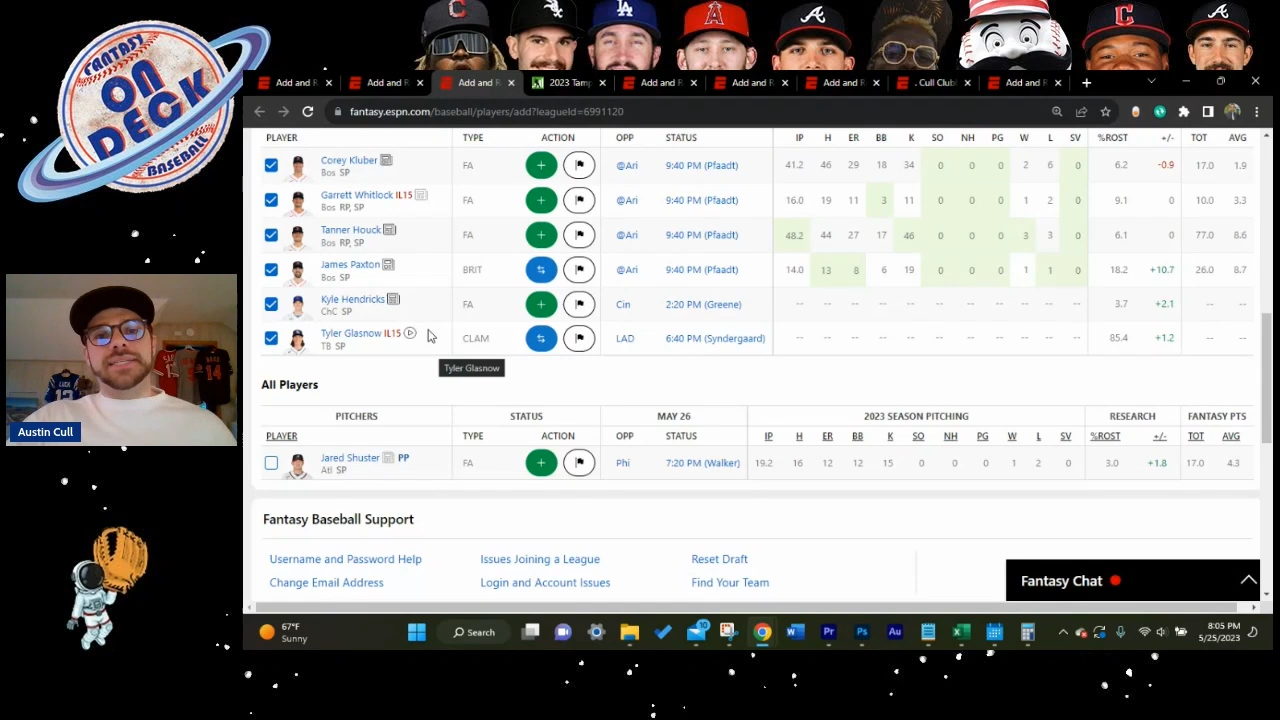 FANTASY
ON
DECK
BASEBALL
Add and R
Add and R
Add and R
2023 Tamp
Add and R
Add and R
Add and R
. Cull Club
Add and R
fantasy.espn.com/baseball/players/add?leagueId=6991120
PLAYER TYPE ACTION OPP STATUS IP H ER BB K SO NH PG W L SV %ROST +/- TOT AVG
Corey Kluber
Bos SP
FA @Ari 9:40 PM (Pfaadt) 41.2 46 29 18 34 0 0 0 2 6 0 6.2 -0.9 17.0 1.9
Garrett Whitlock IL15
Bos RP, SP
FA @Ari 9:40 PM (Pfaadt) 16.0 19 11 3 11 0 0 0 1 2 0 9.1 0 10.0 3.3
Tanner Houck
Bos RP, SP
FA @Ari 9:40 PM (Pfaadt) 48.2 44 27 17 46 0 0 0 3 3 0 6.1 0 77.0 8.6
James Paxton
Bos SP
BRIT @Ari 9:40 PM (Pfaadt) 14.0 13 8 6 19 0 0 0 1 1 0 18.2 +10.7 26.0 8.7
Kyle Hendricks
ChC SP
FA Cin 2:20 PM (Greene) -- -- -- -- -- -- -- -- -- -- -- 3.7 +2.1 -- --
Tyler Glasnow IL15
TB SP
CLAM LAD 6:40 PM (Syndergaard) -- -- -- -- -- -- -- -- -- -- -- 85.4 +1.2 -- --
Tyler Glasnow
All Players
PITCHERS STATUS MAY 26 2023 SEASON PITCHING RESEARCH FANTASY PTS
PLAYER TYPE ACTION OPP STATUS IP H ER BB K SO NH PG W L SV %ROST +/- TOT AVG
Jared Shuster PP
Atl SP
FA Phi 7:20 PM (Walker) 19.2 16 12 12 15 0 0 0 1 2 0 3.0 +1.8 17.0 4.3
Fantasy Baseball Support
Username and Password Help Issues Joining a League Reset Draft
Change Email Address Login and Account Issues Find Your Team
Fantasy Chat
Austin Cull
LUCK
12
14
67°F
Sunny
Search
10
8:05 PM
5/25/2023